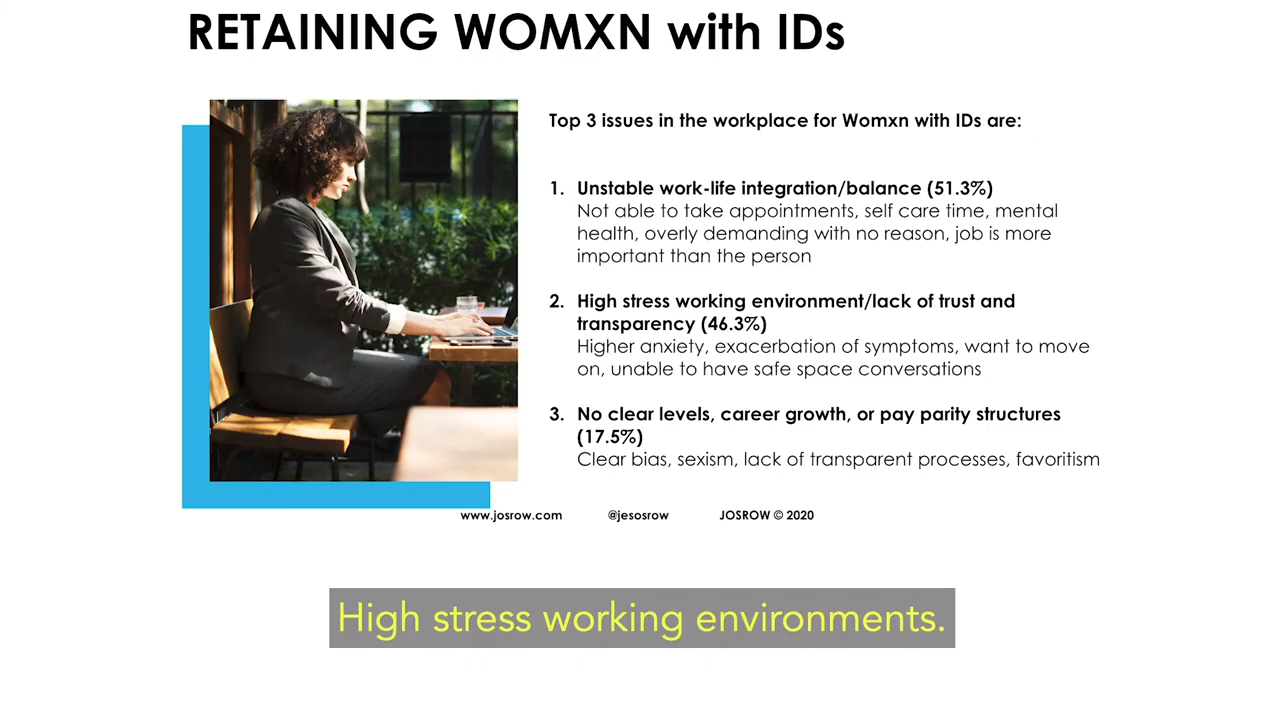 RETAINING WOMXN with IDs
Top 3 issues in the workplace for Womxn with IDs are:
1. Unstable work-life integration/balance (51.3%)
Not able to take appointments, self care time, mental
health, overly demanding with no reason, job is more
important than the person
2. High stress working environment/lack of trust and
transparency (46.3%)
Higher anxiety, exacerbation of symptoms, want to move
on, unable to have safe space conversations
3. No clear levels, career growth, or pay parity structures
(17.5%)
Clear bias, sexism, lack of transparent processes, favoritism
www.josrow.com @jesosrow JOSROW © 2020
High stress working environments.